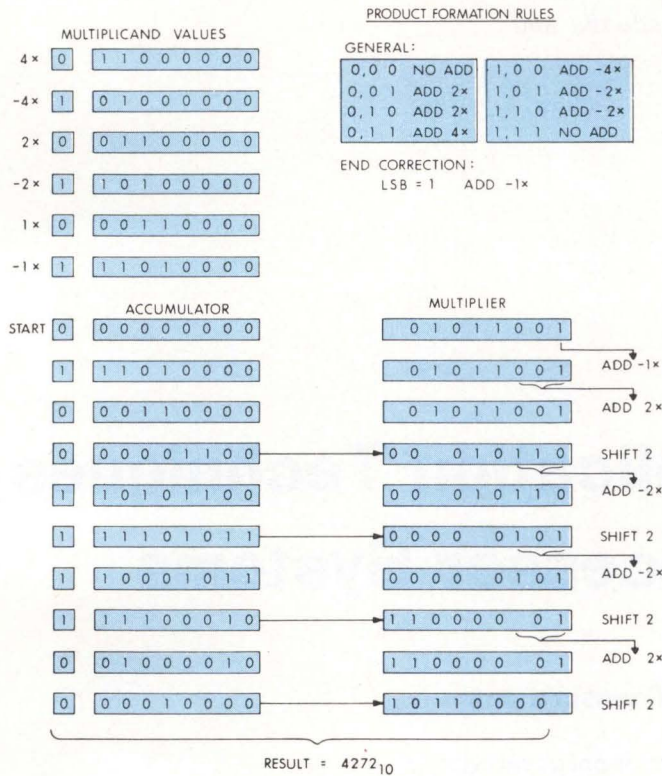 PRODUCT FORMATION RULES
MULTIPLICAND VALUES
4× 0 1 1 0 0 0 0 0 0
-4× 1 0 1 0 0 0 0 0 0
2× 0 0 1 1 0 0 0 0 0
-2× 1 1 0 1 0 0 0 0 0
1× 0 0 0 1 1 0 0 0 0
-1× 1 1 1 0 1 0 0 0 0
GENERAL:
0,0 0 NO ADD 1,0 0 ADD -4×
0,0 1 ADD 2× 1,0 1 ADD -2×
0,1 0 ADD 2× 1,1 0 ADD -2×
0,1 1 ADD 4× 1,1 1 NO ADD
END CORRECTION:
LSB = 1 ADD -1×
ACCUMULATOR MULTIPLIER
START 0 0 0 0 0 0 0 0 0 0 1 0 1 1 0 0 1
1 1 1 0 1 0 0 0 0 0 1 0 1 1 0 0 1 ADD -1×
0 0 0 1 1 0 0 0 0 0 1 0 1 1 0 0 1 ADD 2×
0 0 0 0 0 1 1 0 0 0 0 0 1 0 1 1 0 SHIFT 2
1 1 0 1 0 1 1 0 0 0 0 0 1 0 1 1 0 ADD -2×
1 1 1 1 0 1 0 1 1 0 0 0 0 0 1 0 1 SHIFT 2
1 1 0 0 0 1 0 1 1 0 0 0 0 0 1 0 1 ADD -2×
1 1 1 1 0 0 0 1 0 1 1 0 0 0 0 0 1 SHIFT 2
0 0 1 0 0 0 0 1 0 1 1 0 0 0 0 0 1 ADD 2×
0 0 0 0 1 0 0 0 0 1 0 1 1 0 0 0 0 SHIFT 2
RESULT = 4272₁₀